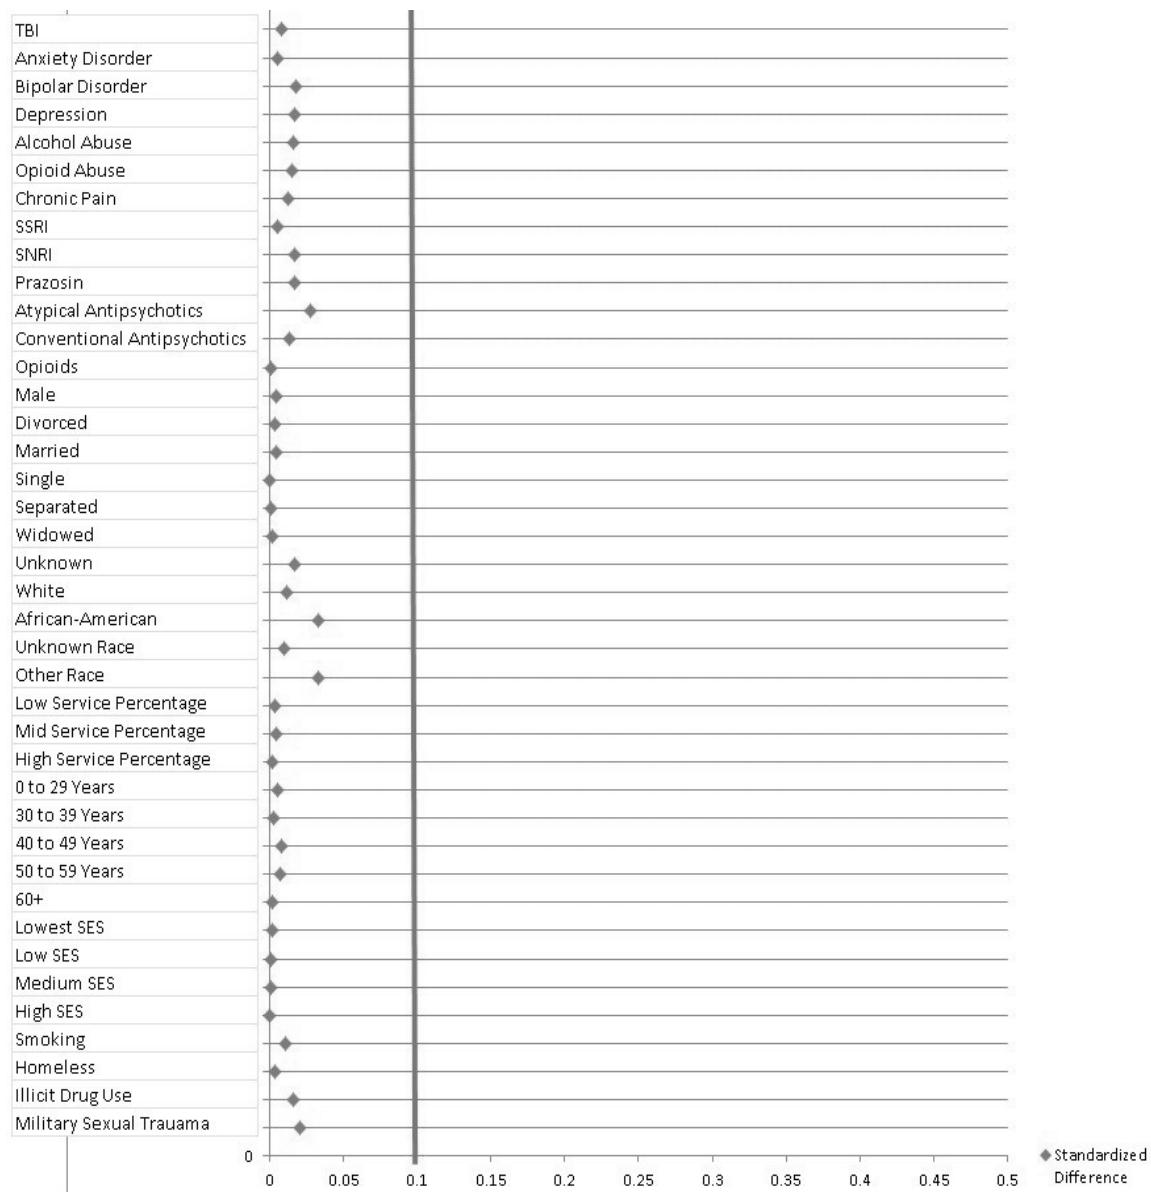 TBI
Anxiety Disorder
Bipolar Disorder
Depression
Alcohol Abuse
Opioid Abuse
Chronic Pain
SSRI
SNRI
Prazosin
Atypical Antipsychotics
Conventional Antipsychotics
Opioids
Male
Divorced
Married
Single
Separated
Widowed
Unknown
White
African-American
Unknown Race
Other Race
Low Service Percentage
Mid Service Percentage
High Service Percentage
0 to 29 Years
30 to 39 Years
40 to 49 Years
50 to 59 Years
60+
Lowest SES
Low SES
Medium SES
High SES
Smoking
Homeless
Illicit Drug Use
Military Sexual Trauama
0
0 0.05 0.1 0.15 0.2 0.25 0.3 0.35 0.4 0.45 0.5
Standardized
Difference